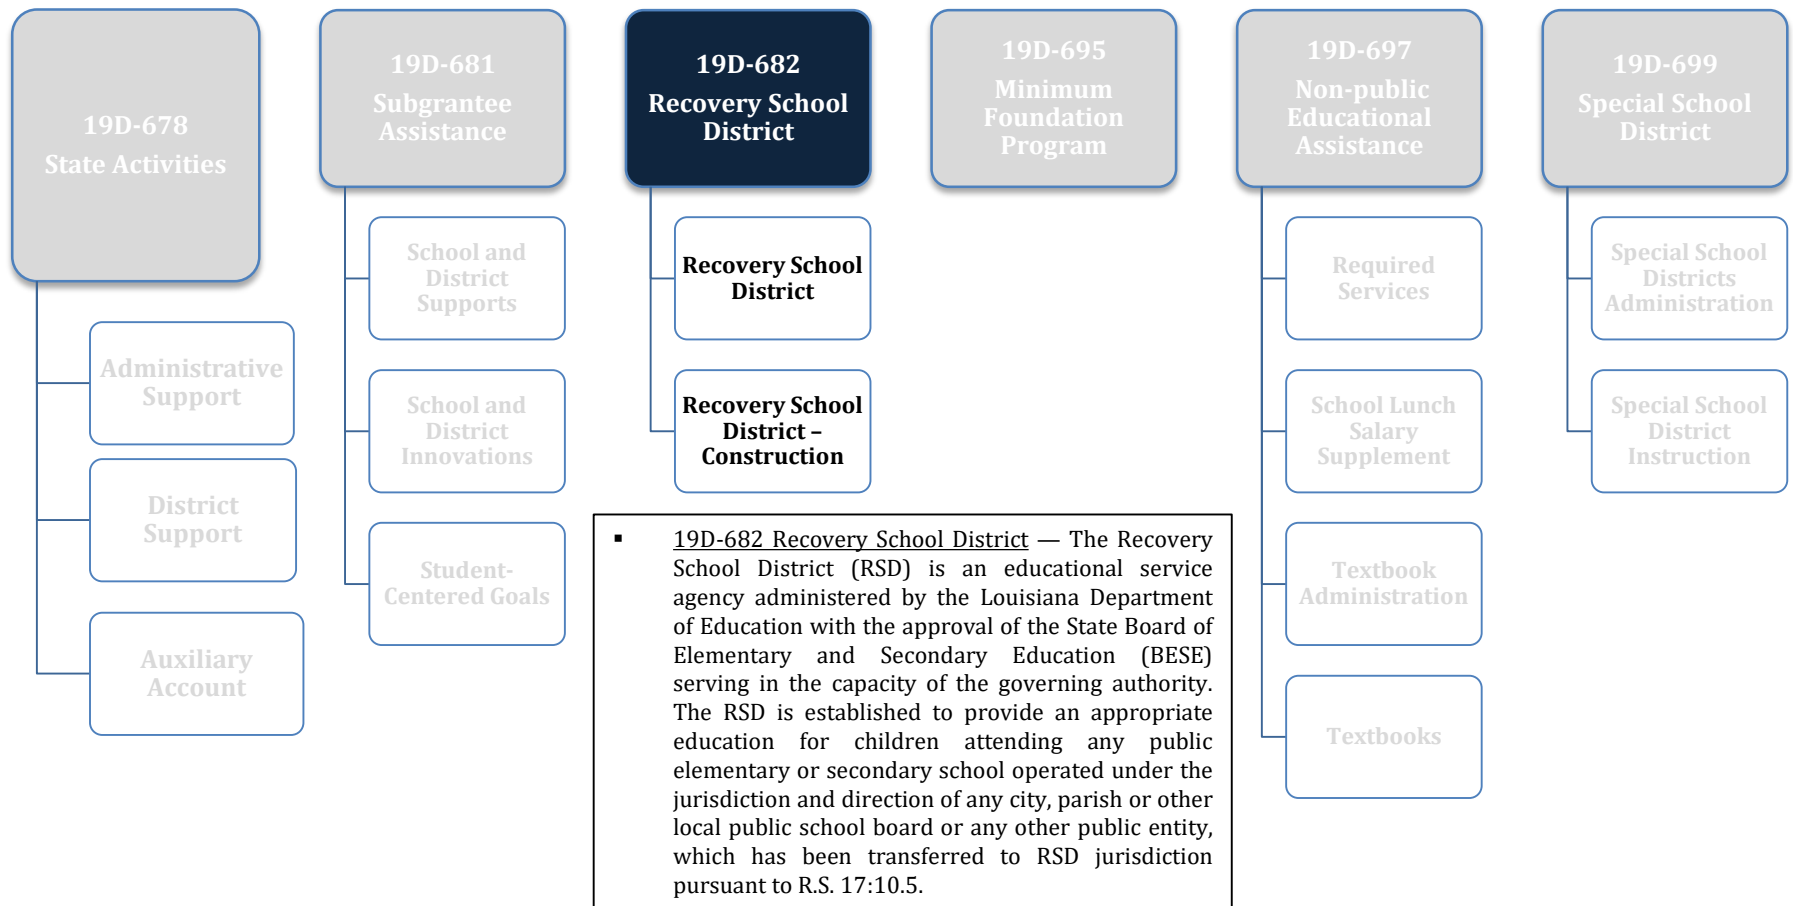 19D-678
State Activities
Administrative
Support
District
Support
Auxiliary
Account
19D-681
Subgrantee
Assistance
School and
District
Supports
School and
District
Innovations
Student-
Centered Goals
19D-682
Recovery School
District
Recovery School
District
Recovery School
District –
Construction
19D-695
Minimum
Foundation
Program
19D-697
Non-public
Educational
Assistance
Required
Services
School Lunch
Salary
Supplement
Textbook
Administration
Textbooks
19D-699
Special School
District
Special School
Districts
Administration
Special School
District
Instruction
▪ 19D-682 Recovery School District — The Recovery
School District (RSD) is an educational service
agency administered by the Louisiana Department
of Education with the approval of the State Board of
Elementary and Secondary Education (BESE)
serving in the capacity of the governing authority.
The RSD is established to provide an appropriate
education for children attending any public
elementary or secondary school operated under the
jurisdiction and direction of any city, parish or other
local public school board or any other public entity,
which has been transferred to RSD jurisdiction
pursuant to R.S. 17:10.5.